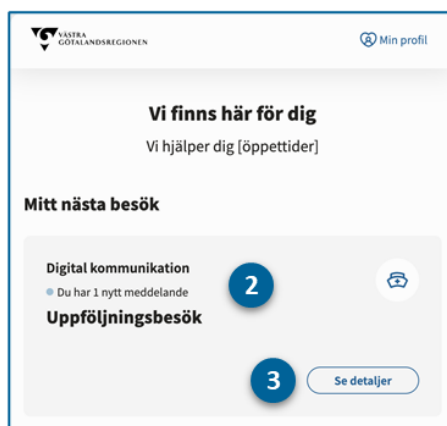 VÄSTRA
GÖTALANDSREGIONEN
Min profil
Vi finns här för dig
Vi hjälper dig [öppettider]
Mitt nästa besök
Digital kommunikation
Du har 1 nytt meddelande
2
Uppföljningsbesök
3
Se detaljer